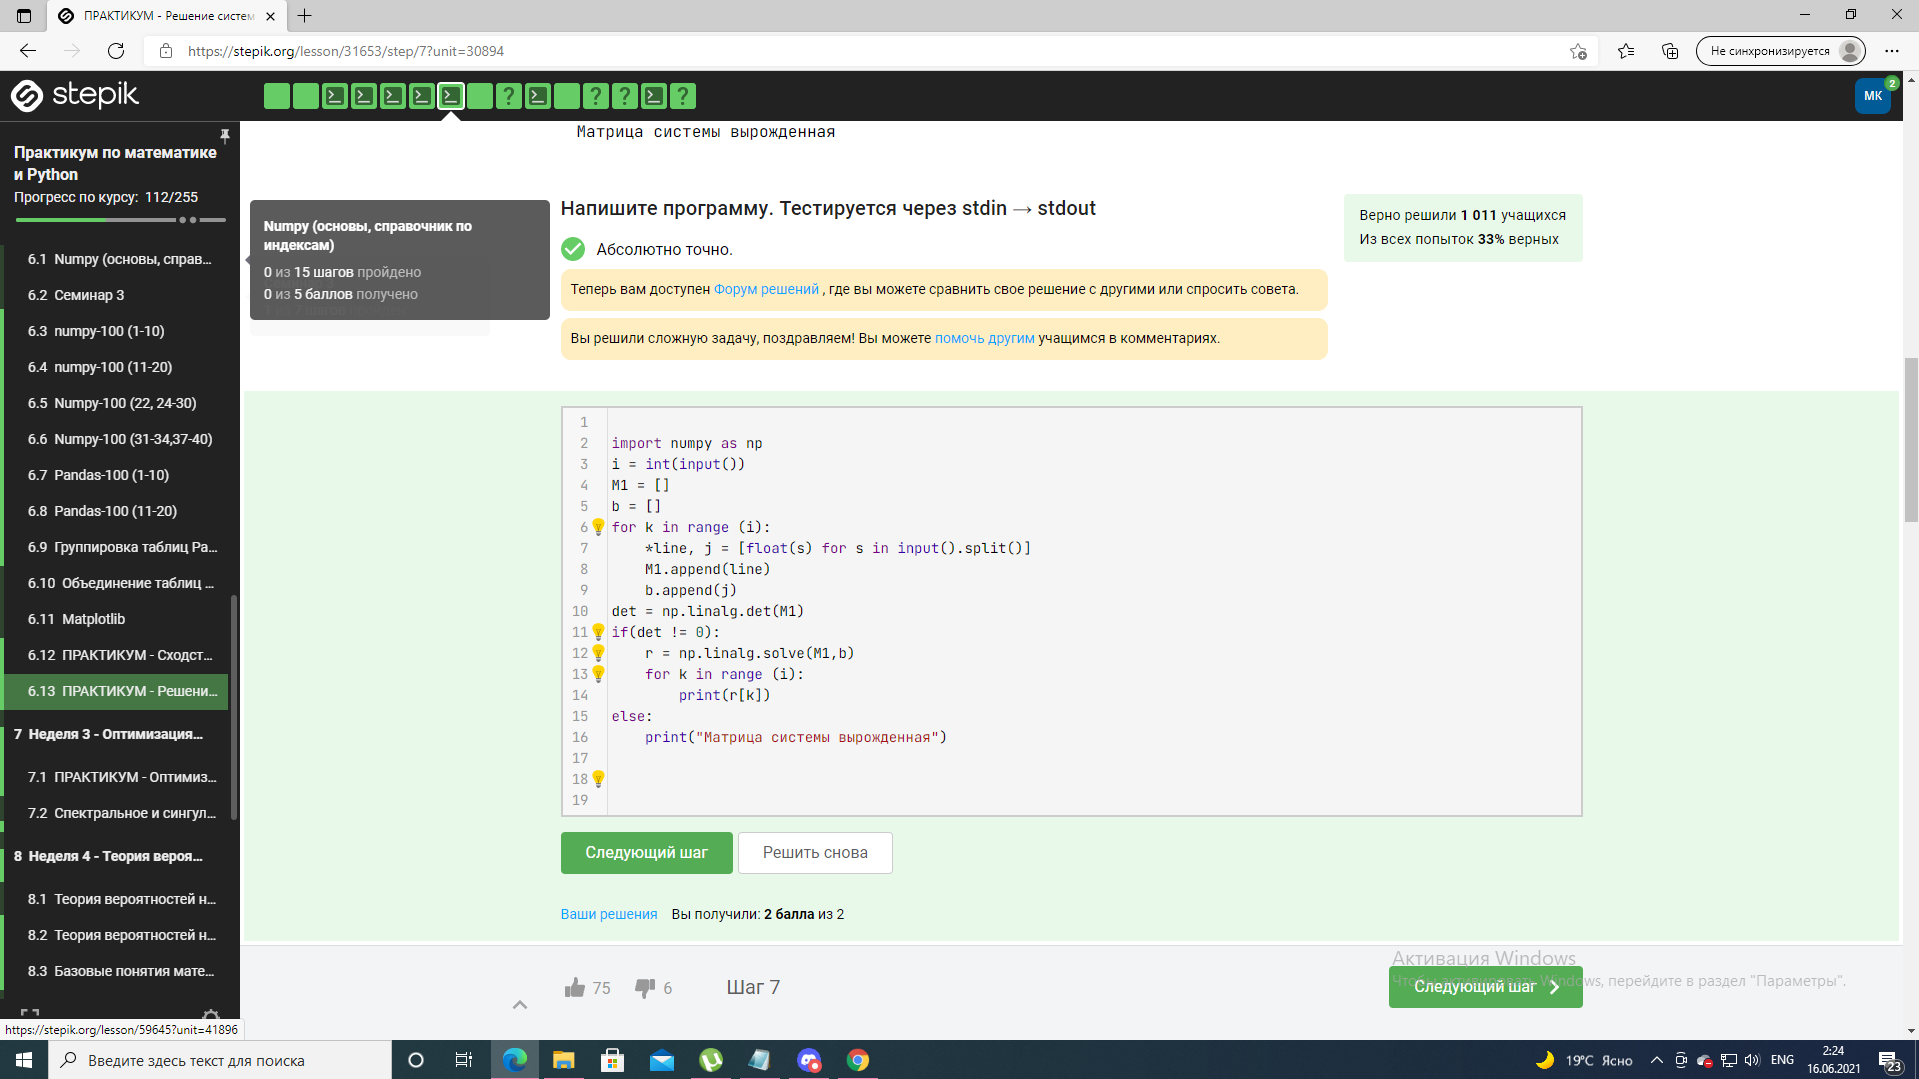 ПРАКТИКУМ - Решение систем
https://stepik.org/lesson/31653/step/7?unit=30894
Не синхронизируется
stepik
? ? ? ?
МК
2
Практикум по математике
и Python
Прогресс по курсу: 112/255
6.1 Numpy (основы, справ...
6.2 Семинар 3
6.3 numpy-100 (1-10)
6.4 numpy-100 (11-20)
6.5 Numpy-100 (22, 24-30)
6.6 Numpy-100 (31-34,37-40)
6.7 Pandas-100 (1-10)
6.8 Pandas-100 (11-20)
6.9 Группировка таблиц Pa...
6.10 Объединение таблиц ...
6.11 Matplotlib
6.12 ПРАКТИКУМ - Сходст...
6.13 ПРАКТИКУМ - Решени...
7 Неделя 3 - Оптимизация...
7.1 ПРАКТИКУМ - Оптимиз...
7.2 Спектральное и сингул...
8 Неделя 4 - Теория вероя...
8.1 Теория вероятностей н...
8.2 Теория вероятностей н...
8.3 Базовые понятия мате...
Numpy (основы, справочник по
индексам)
0 из 15 шагов пройдено
0 из 5 баллов получено
Матрица системы вырожденная
Напишите программу. Тестируется через stdin → stdout
Абсолютно точно.
Теперь вам доступен Форум решений , где вы можете сравнить свое решение с другими или спросить совета.
Вы решили сложную задачу, поздравляем! Вы можете помочь другим учащимся в комментариях.
Верно решили 1 011 учащихся
Из всех попыток 33% верных
1
2 import numpy as np
3 i = int(input())
4 M1 = []
5 b = []
6 for k in range (i):
7 *line, j = [float(s) for s in input().split()]
8 M1.append(line)
9 b.append(j)
10 det = np.linalg.det(M1)
11 if(det != 0):
12 r = np.linalg.solve(M1,b)
13 for k in range (i):
14 print(r[k])
15 else:
16 print("Матрица системы вырожденная")
17
18
19
Следующий шаг
Решить снова
Ваши решения Вы получили: 2 балла из 2
75 6 Шаг 7
Активация Windows
Чтобы активировать Windows, перейдите в раздел "Параметры".
Следующий шаг
https://stepik.org/lesson/59645?unit=41896
Введите здесь текст для поиска
19°C Ясно
ENG
2:24
16.06.2021
23